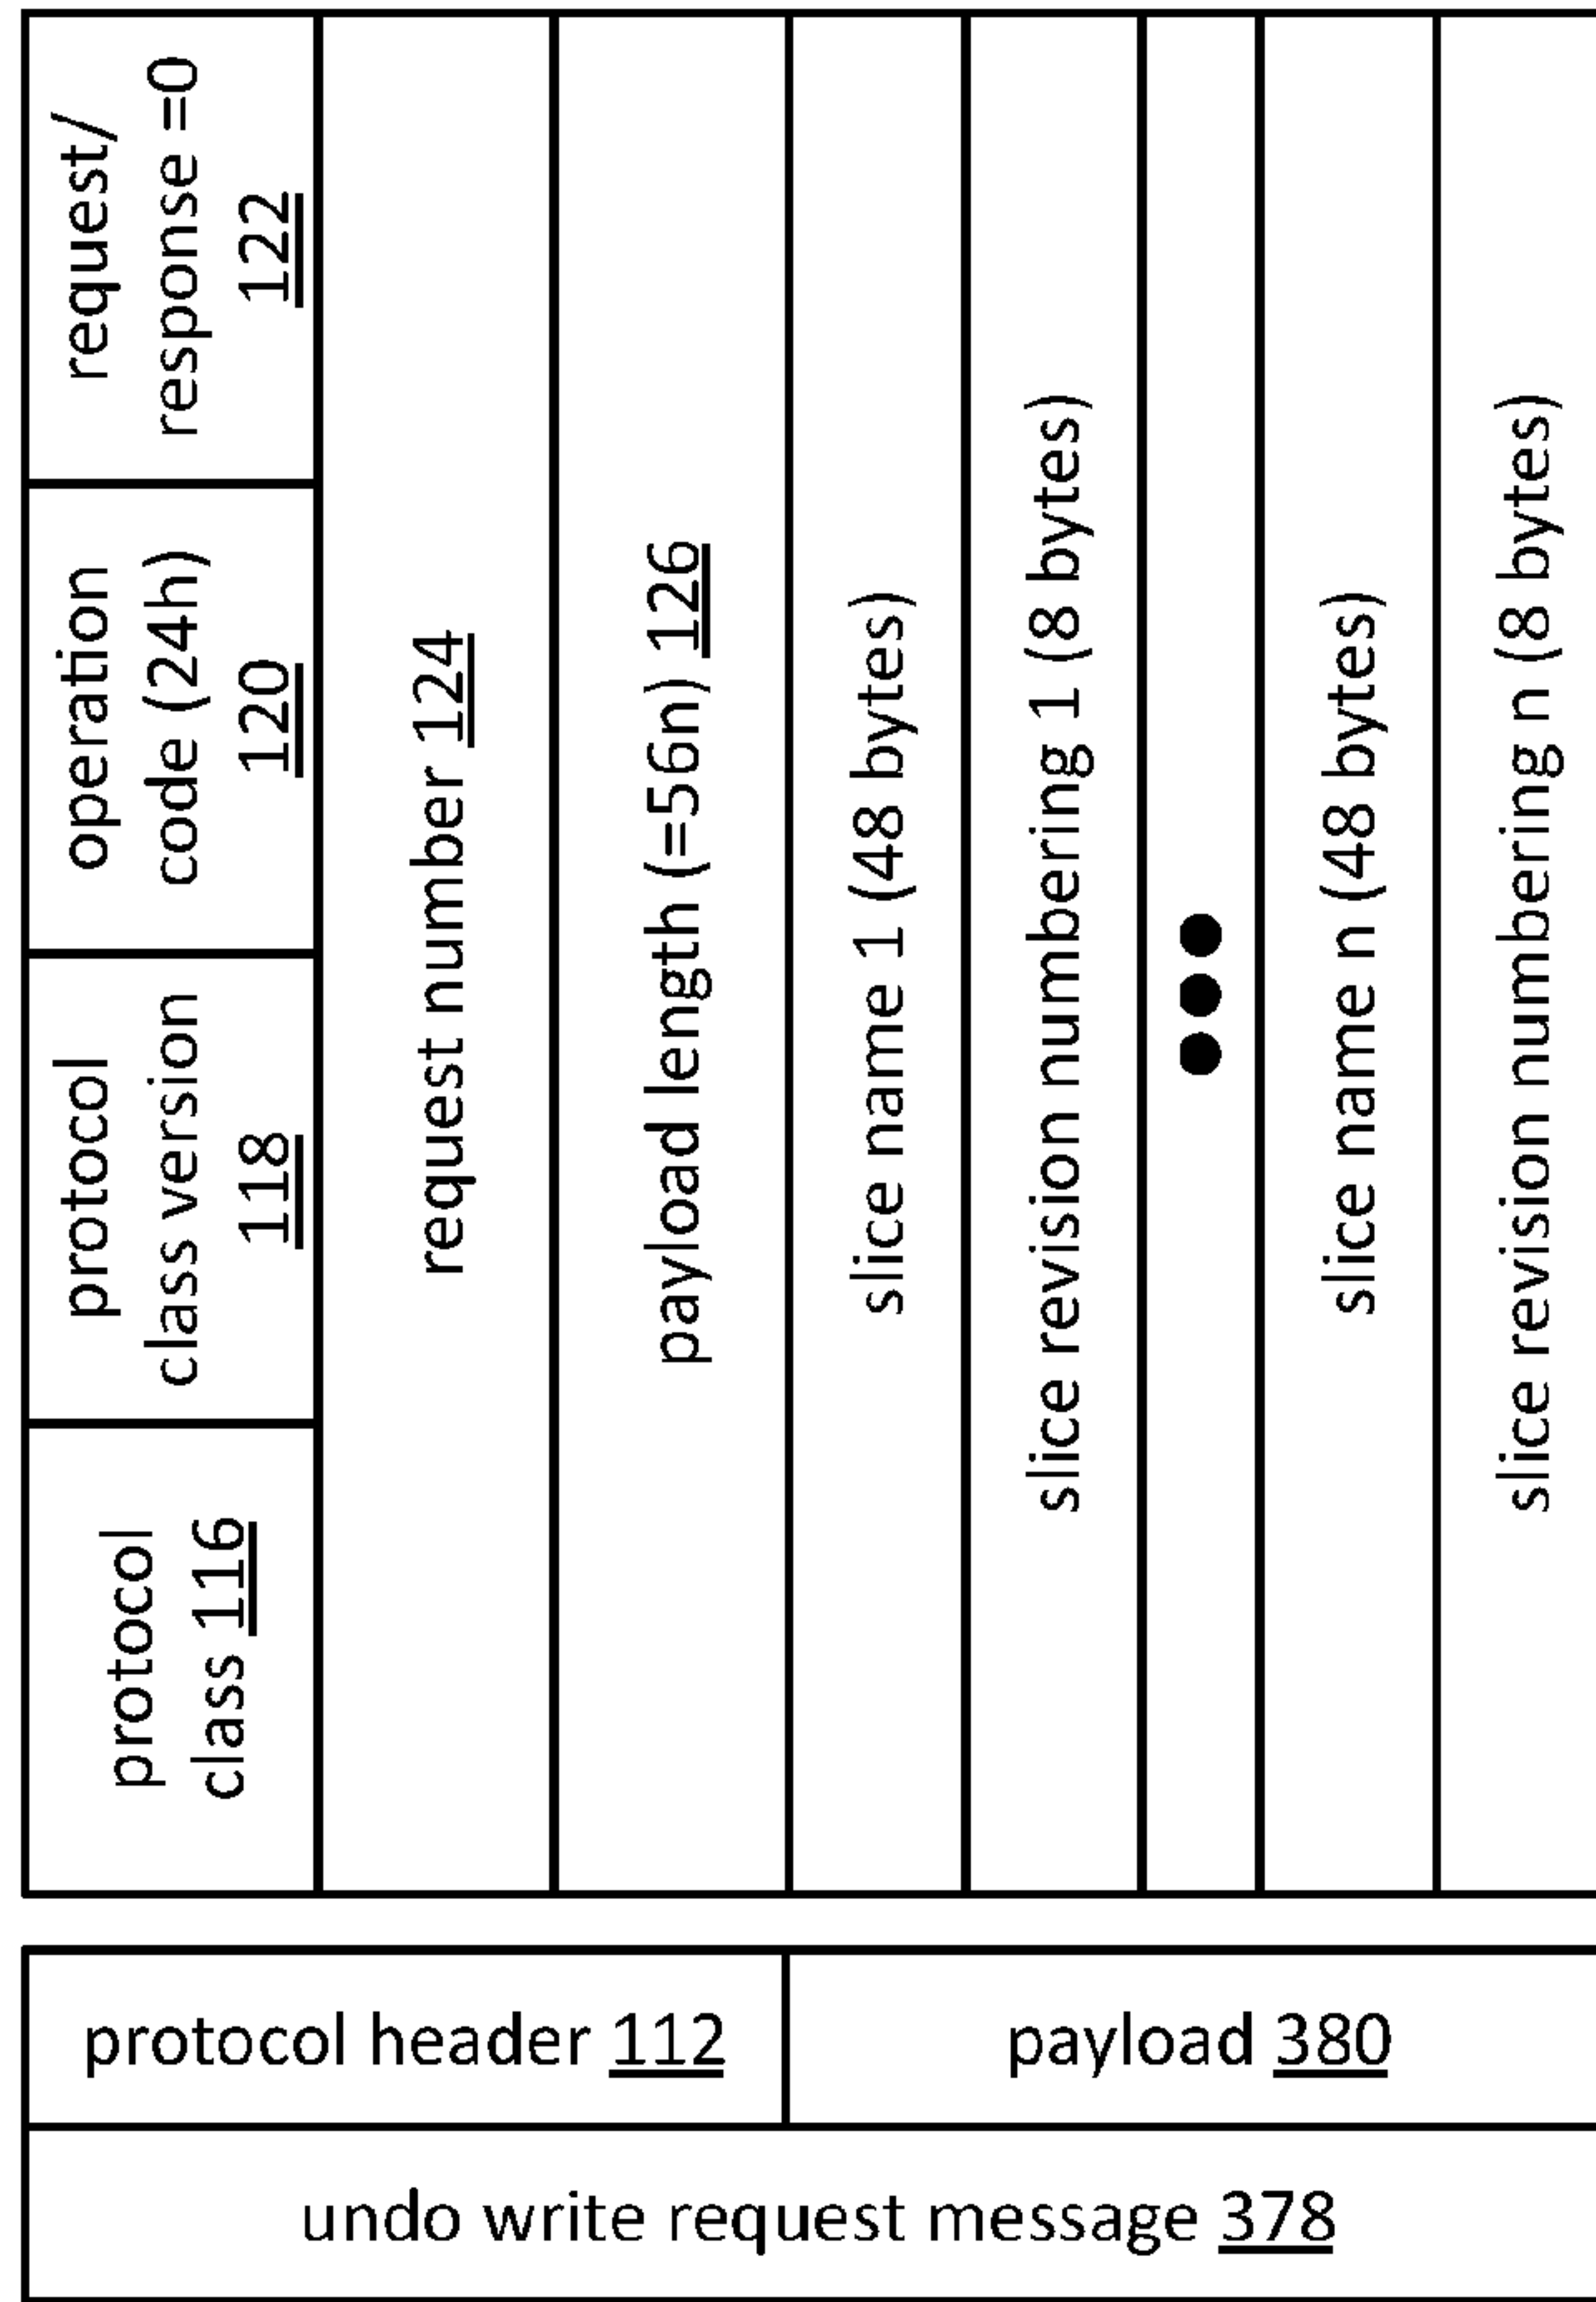 protocol
class 116
protocol
class version
118
operation
code (24h)
120
request/
response =0
122
request number 124
payload length (=56n) 126
slice name 1 (48 bytes)
slice revision numbering 1 (8 bytes)
slice name n (48 bytes)
slice revision numbering n (8 bytes)
protocol header 112
payload 380
undo write request message 378